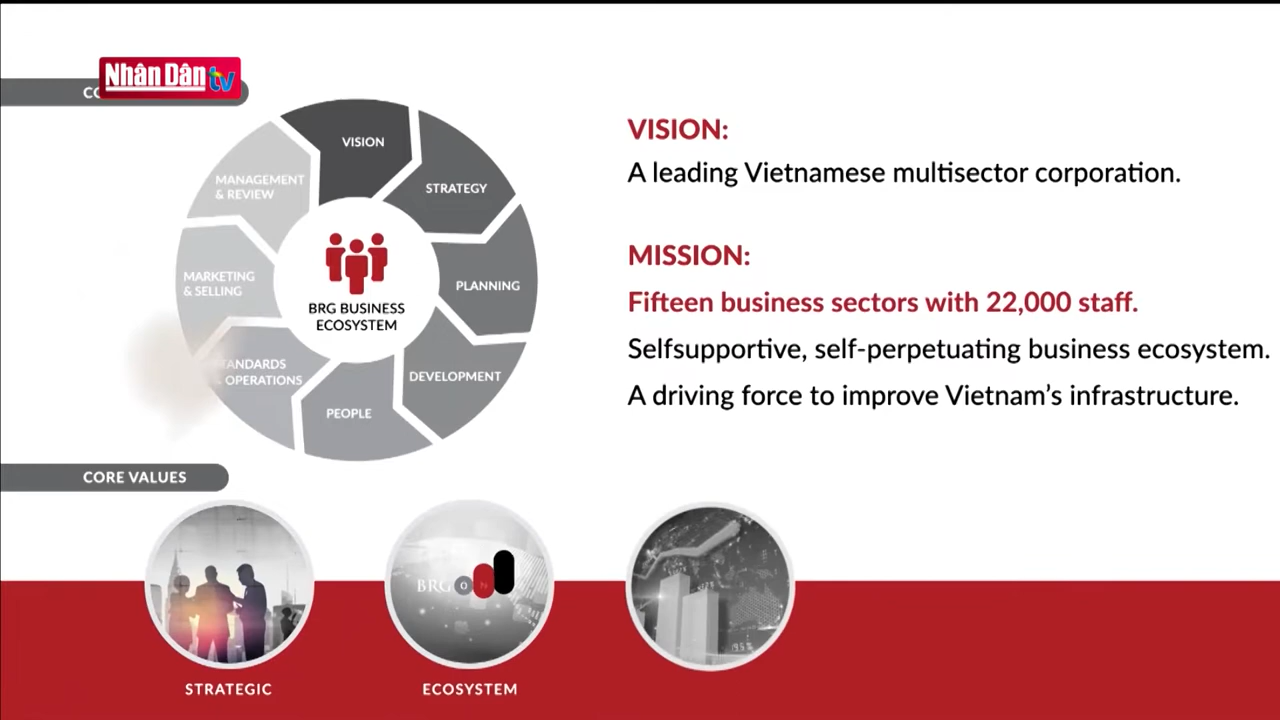 Nhân Dân tv
VISION
STRATEGY
PLANNING
DEVELOPMENT
PEOPLE
OPERATIONS
MARKETING
& SELLING
MANAGEMENT
& REVIEW
BRG BUSINESS
ECOSYSTEM
VISION:
A leading Vietnamese multisector corporation.
MISSION:
Fifteen business sectors with 22,000 staff.
Selfsupportive, self-perpetuating business ecosystem.
A driving force to improve Vietnam's infrastructure.
CORE VALUES
BRG
STRATEGIC
ECOSYSTEM